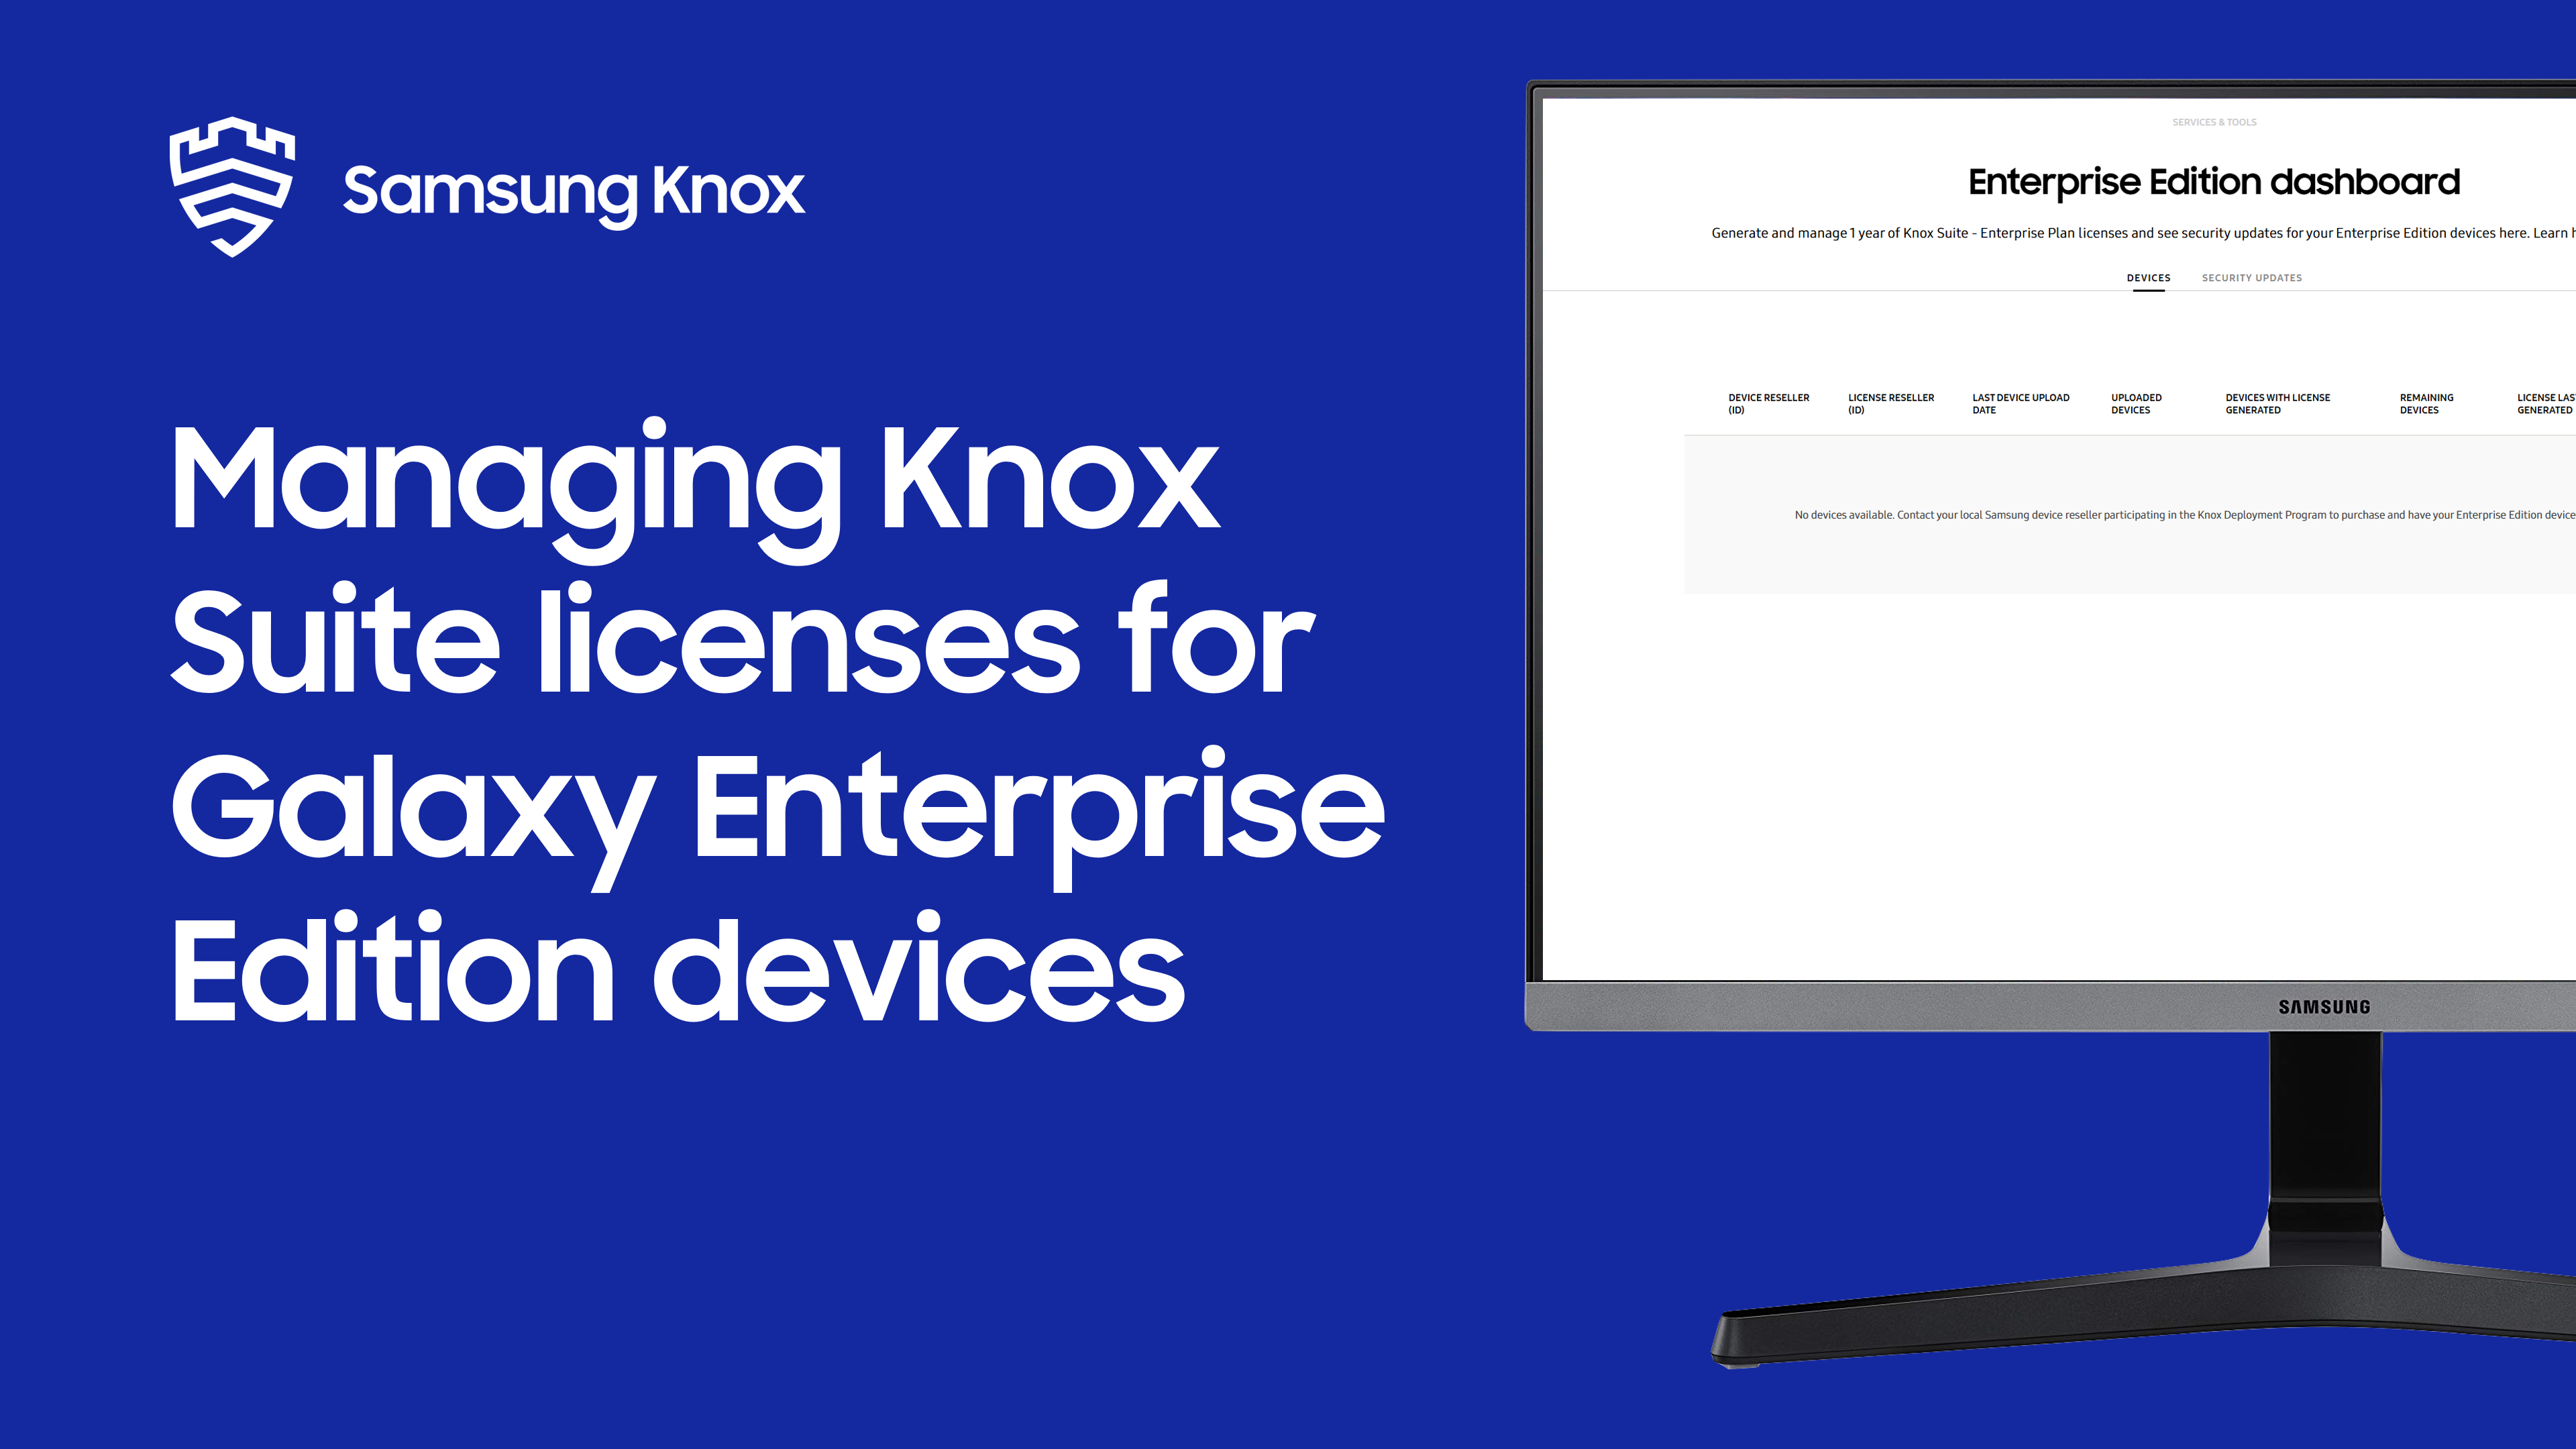 Samsung Knox
Managing Knox
Suite licenses for
Galaxy Enterprise
Edition devices
SERVICES & TOOLS
Enterprise Edition dashboard
Generate and manage 1 year of Knox Suite - Enterprise Plan licenses and see security updates for your Enterprise Edition devices here. Learn
DEVICES SECURITY UPDATES
DEVICE RESELLER LICENSE RESELLER LAST DEVICE UPLOAD UPLOADED DEVICES WITH LICENSE REMAINING LICENSE LAS
(ID) (ID) DATE DEVICES GENERATED DEVICES GENERATED
No devices available. Contact your local Samsung device reseller participating in the Knox Deployment Program to purchase and have your Enterprise Edition device
SAMSUNG